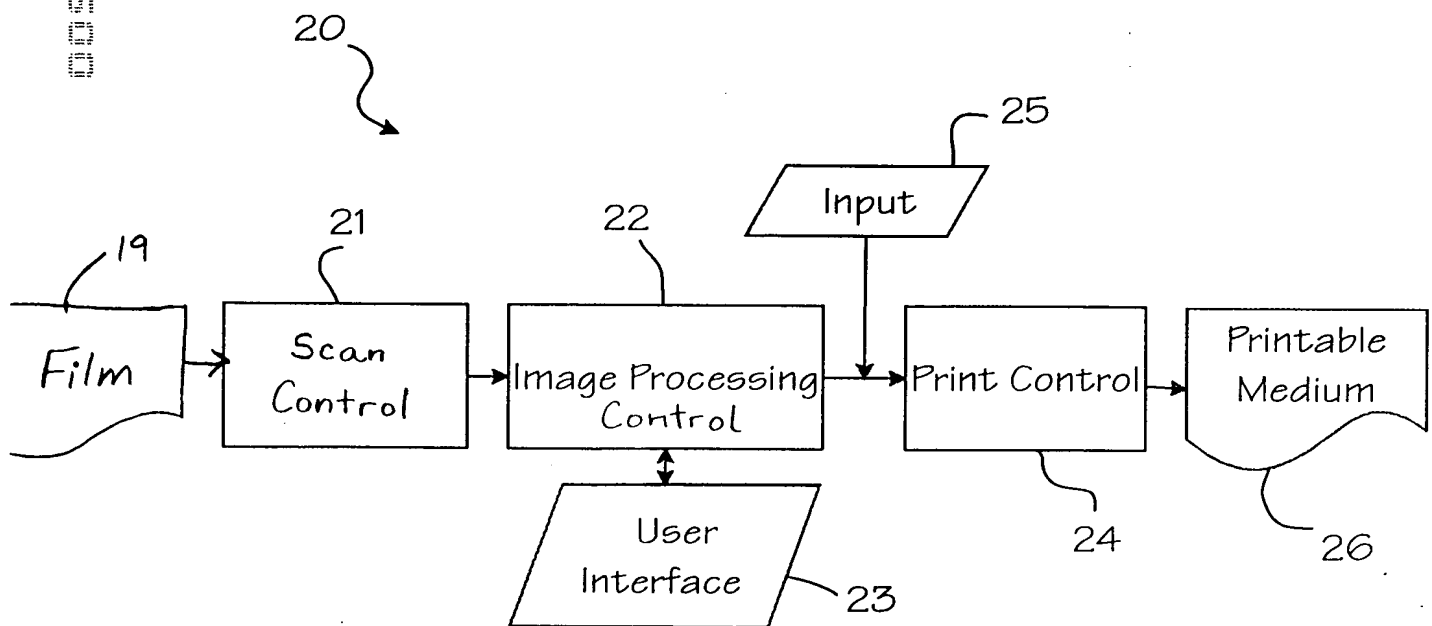 20
25
Input
19
21
22
Film
Scan
Control
Image Processing
Control
Print Control
Printable
Medium
User
Interface
23
24
26